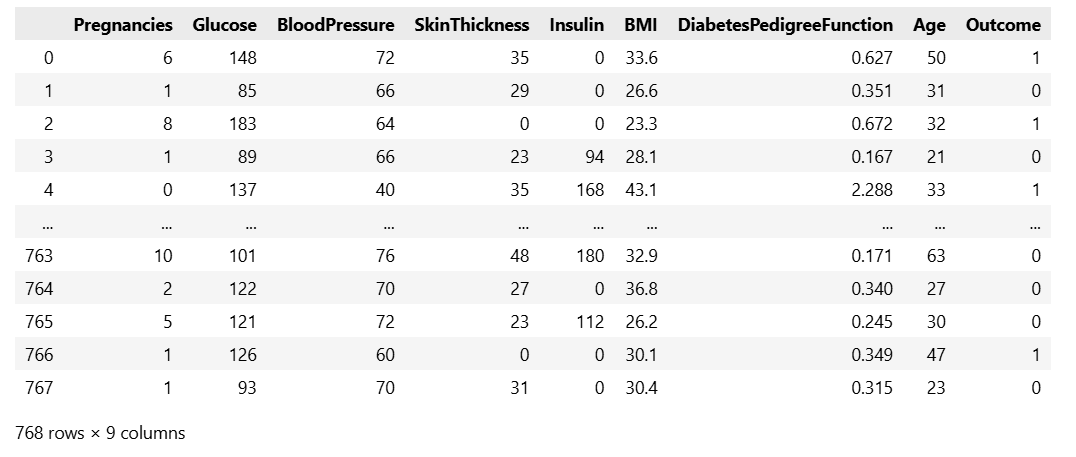 Pregnancies Glucose BloodPressure SkinThickness Insulin BMI DiabetesPedigreeFunction Age Outcome
0 6 148 72 35 0 33.6 0.627 50 1
1 1 85 66 29 0 26.6 0.351 31 0
2 8 183 64 0 0 23.3 0.672 32 1
3 1 89 66 23 94 28.1 0.167 21 0
4 0 137 40 35 168 43.1 2.288 33 1
... ... ... ... ... ... ... ... ... ...
763 10 101 76 48 180 32.9 0.171 63 0
764 2 122 70 27 0 36.8 0.340 27 0
765 5 121 72 23 112 26.2 0.245 30 0
766 1 126 60 0 0 30.1 0.349 47 1
767 1 93 70 31 0 30.4 0.315 23 0
768 rows × 9 columns